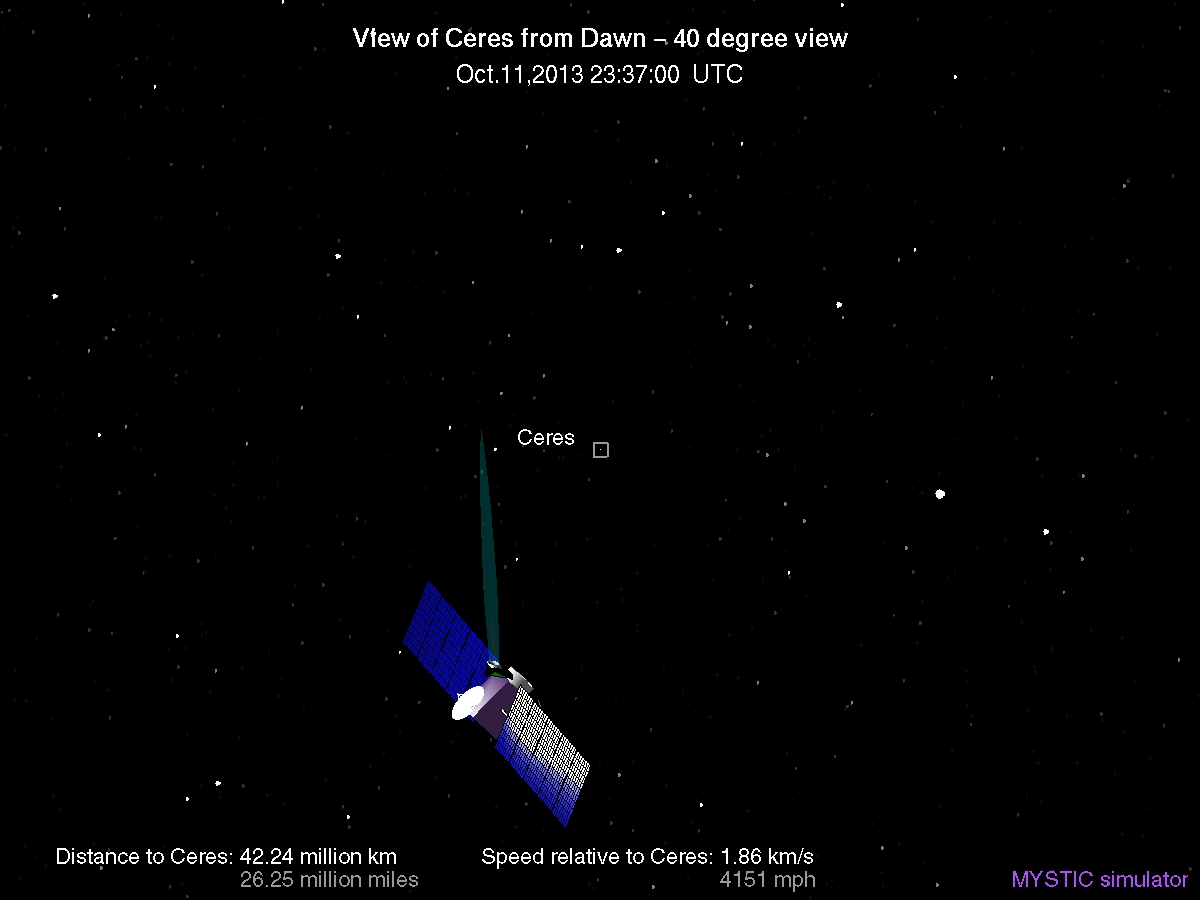 View of Ceres from Dawn – 40 degree view
Oct.11,2013 23:37:00 UTC
Ceres
Distance to Ceres: 42.24 million km
26.25 million miles
Speed relative to Ceres: 1.86 km/s
4151 mph
MYSTIC simulator